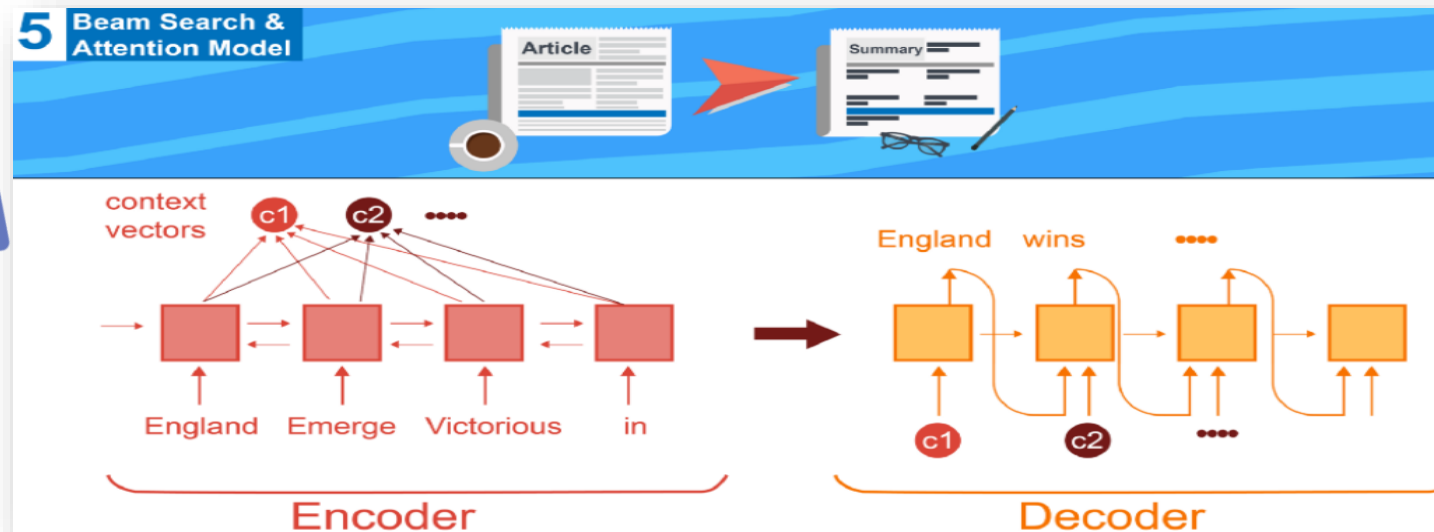 5 Beam Search &
Attention Model
Article
Summary
context
vectors
c1 c2 ....
England Emerge Victorious in
Encoder
England wins ....
c1 c2 ....
Decoder